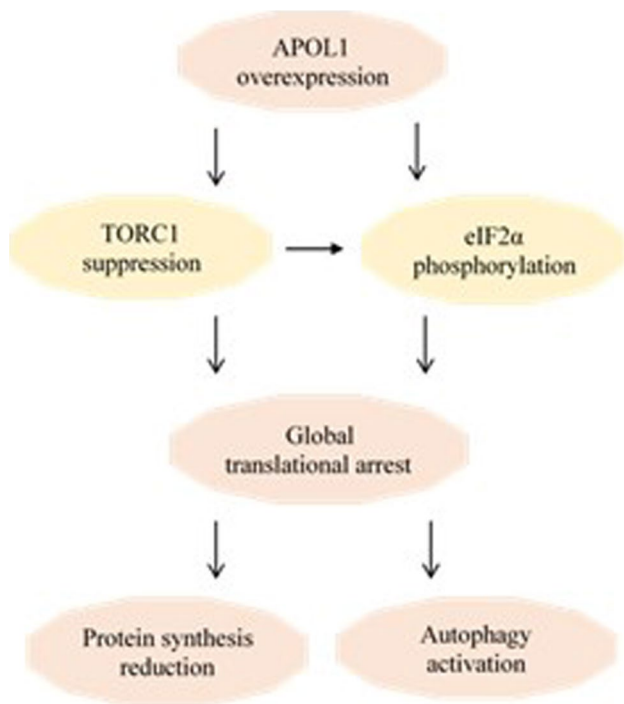 APOL1
overexpression
TORC1
suppression
eIF2α
phosphorylation
Global
translational arrest
Protein synthesis
reduction
Autophagy
activation